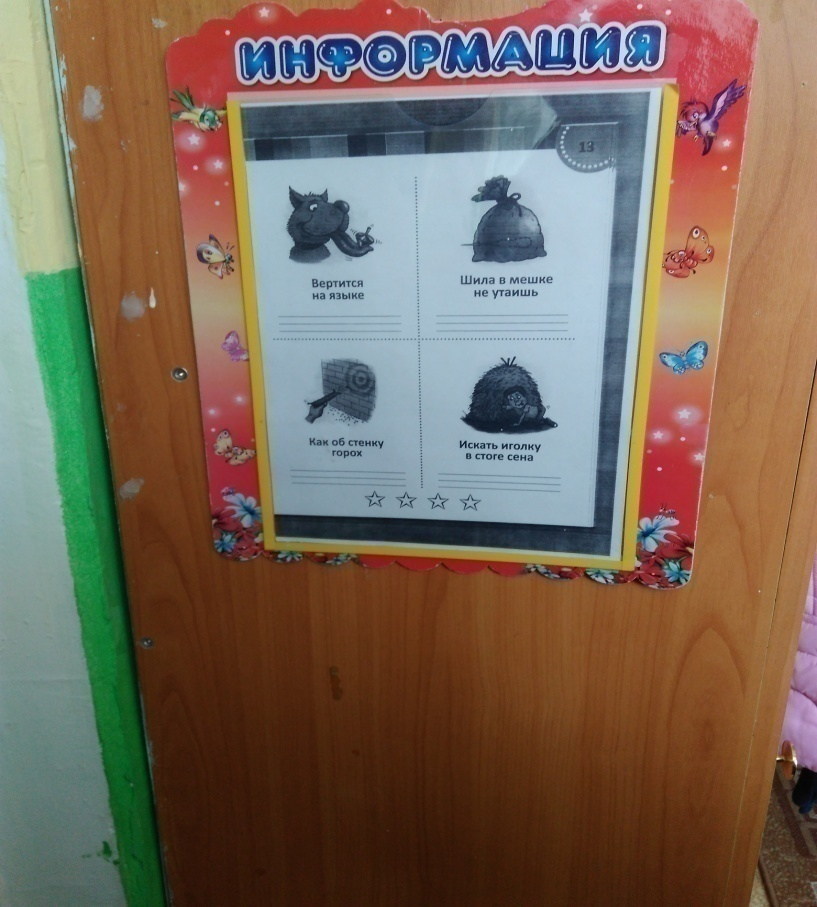 ИНФОРМАЦИЯ
13
Вертится
на языке
Шила в мешке
не утаишь
Как об стенку
горох
Искать иголку
в стоге сена